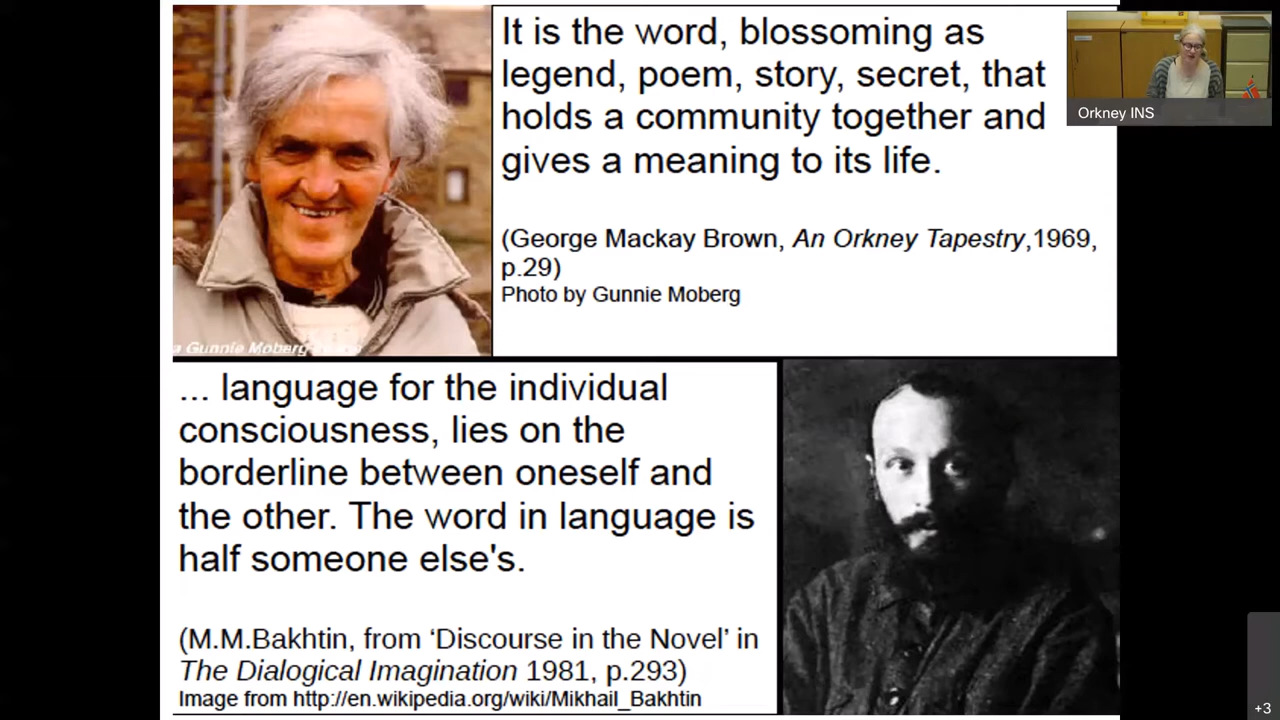 It is the word, blossoming as
legend, poem, story, secret, that
holds a community together and
gives a meaning to its life.
(George Mackay Brown, An Orkney Tapestry,1969,
p.29)
Photo by Gunnie Moberg
Gunnie Moberg
Orkney INS
... language for the individual
consciousness, lies on the
borderline between oneself and
the other. The word in language is
half someone else's.
(M.M.Bakhtin, from ‘Discourse in the Novel’ in
The Dialogical Imagination 1981, p.293)
Image from http://en.wikipedia.org/wiki/Mikhail_Bakhtin
+3